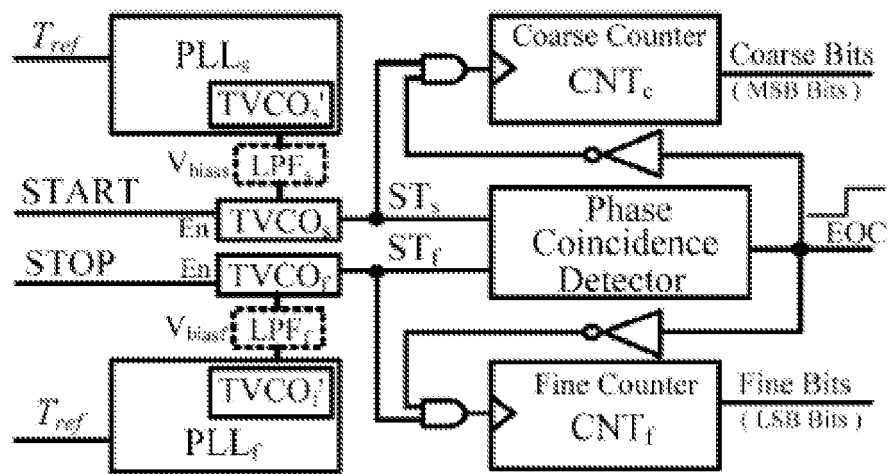 T_ref
PLL_s
TVCO_s'
V_biass
LPF_s
START
En
TVCO_s
ST_s
STOP
En
TVCO_f
ST_f
V_biasf
LPF_f
TVCO_f'
T_ref
PLL_f
Coarse Counter
CNT_c
Coarse Bits
( MSB Bits )
Phase
Coincidence
Detector
EOC
Fine Counter
CNT_f
Fine Bits
( LSB Bits )